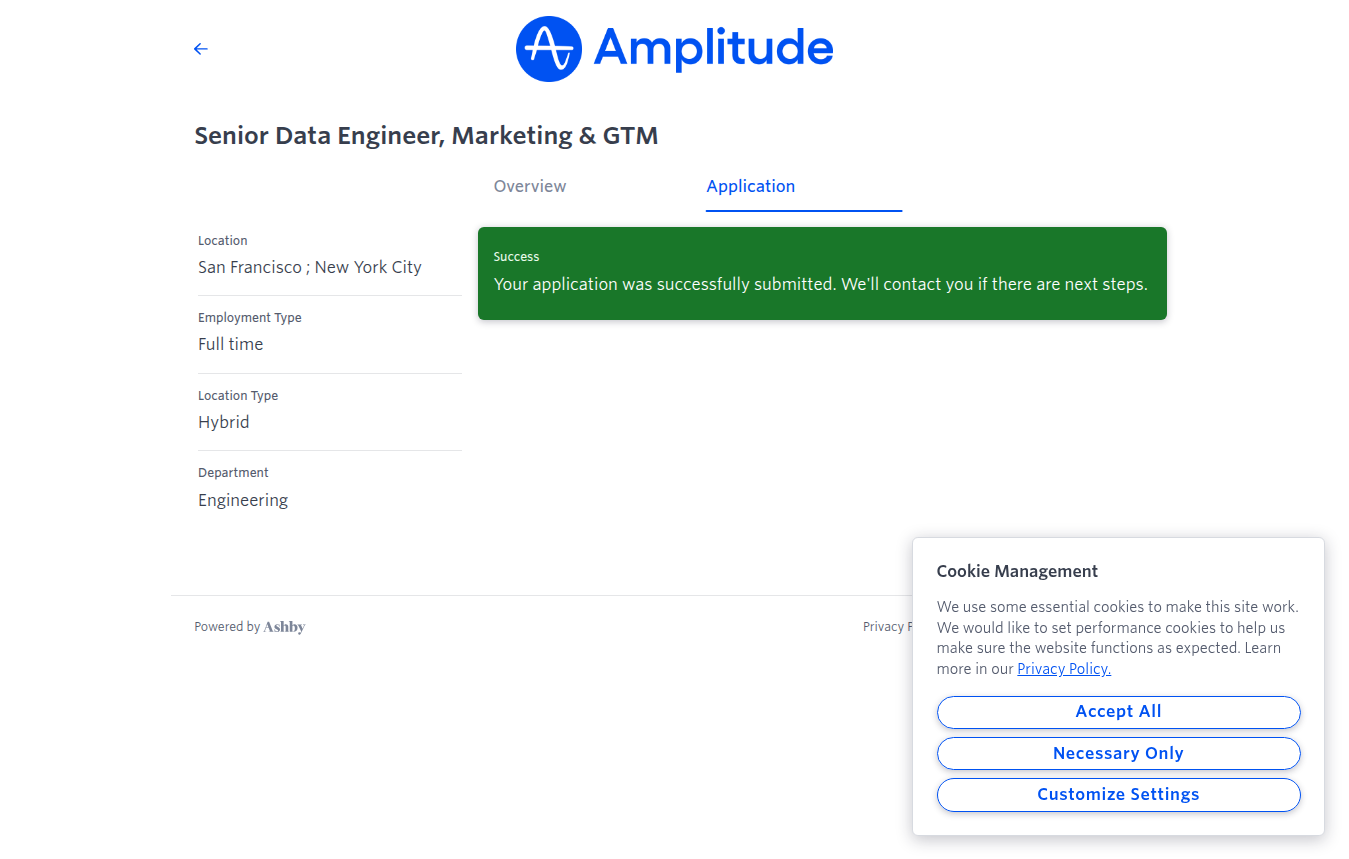 Amplitude
Senior Data Engineer, Marketing & GTM
Overview
Application
Location
San Francisco ; New York City
Employment Type
Full time
Location Type
Hybrid
Department
Engineering
Success
Your application was successfully submitted. We'll contact you if there are next steps.
Powered by Ashby
Privacy
Cookie Management
We use some essential cookies to make this site work.
We would like to set performance cookies to help us
make sure the website functions as expected. Learn
more in our Privacy Policy.
Accept All
Necessary Only
Customize Settings